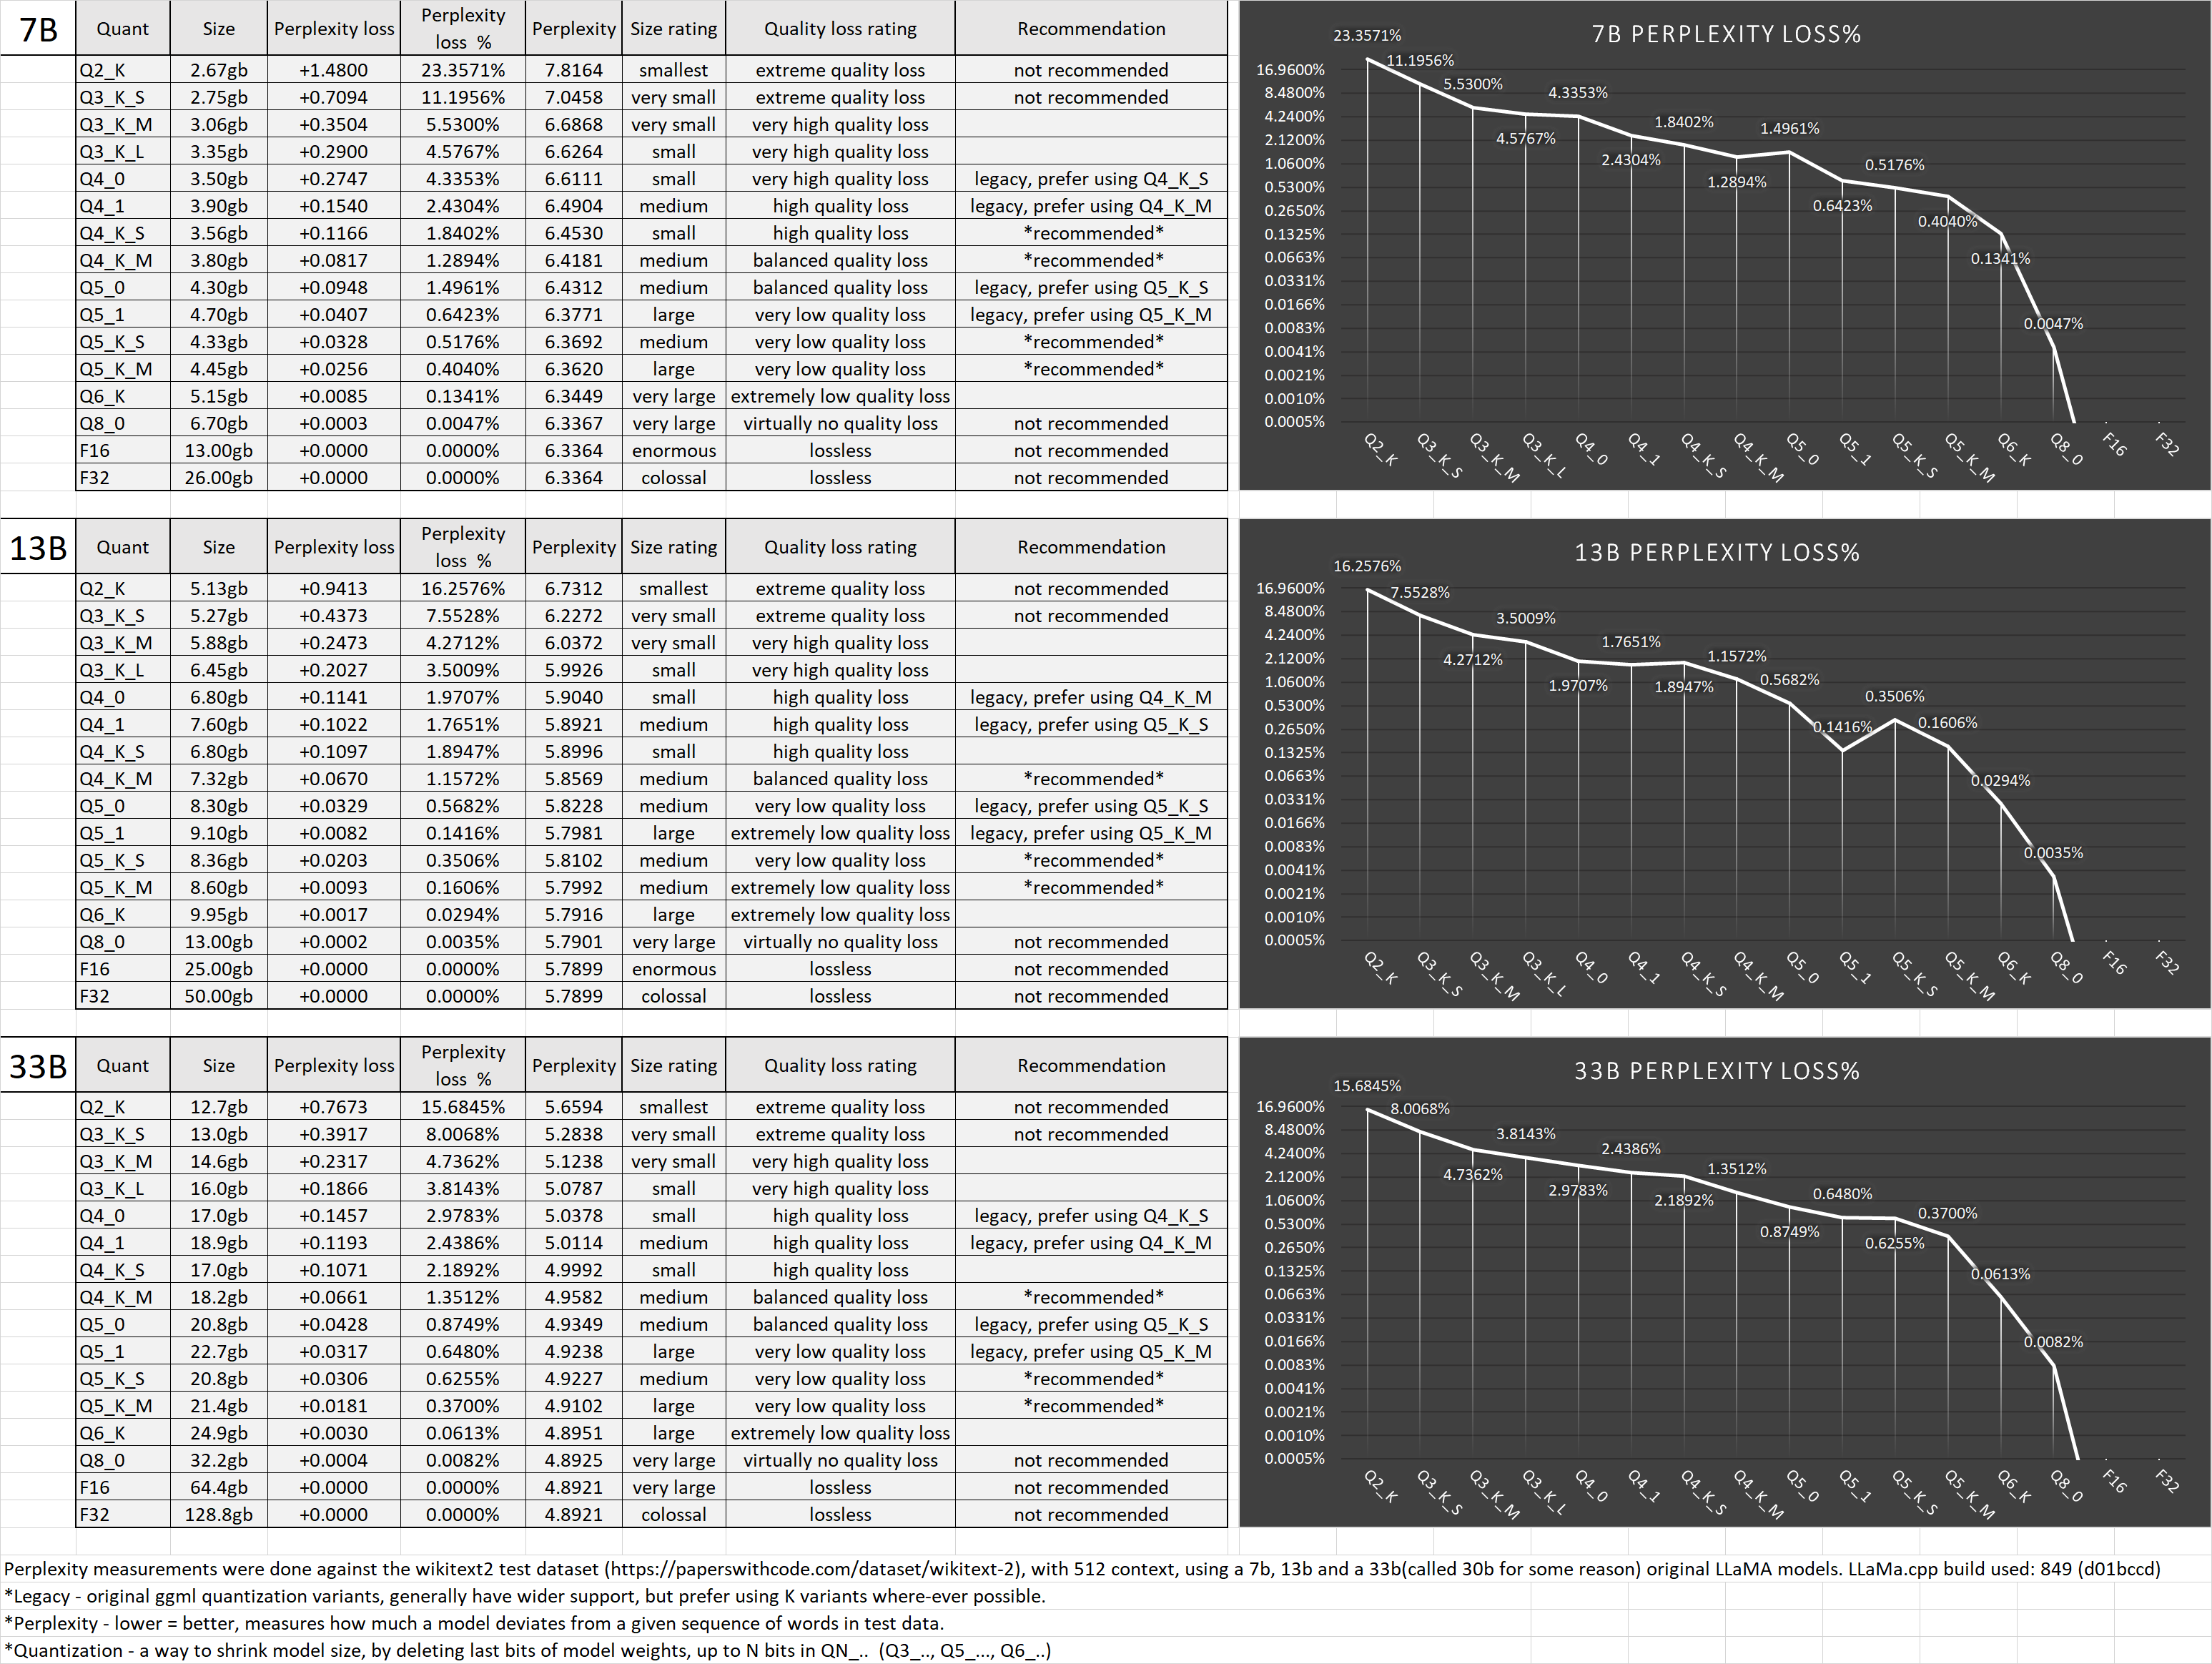 7B Quant Size Perplexity loss Perplexity loss % Perplexity Size rating Quality loss rating Recommendation
Q2_K 2.67gb +1.4800 23.3571% 7.8164 smallest extreme quality loss not recommended
Q3_K_S 2.75gb +0.7094 11.1956% 7.0458 very small extreme quality loss not recommended
Q3_K_M 3.06gb +0.3504 5.5300% 6.6868 very small very high quality loss
Q3_K_L 3.35gb +0.2900 4.5767% 6.6264 small very high quality loss
Q4_0 3.50gb +0.2747 4.3353% 6.6111 small very high quality loss legacy, prefer using Q4_K_S
Q4_1 3.90gb +0.1540 2.4304% 6.4904 medium high quality loss legacy, prefer using Q4_K_M
Q4_K_S 3.56gb +0.1166 1.8402% 6.4530 small high quality loss *recommended*
Q4_K_M 3.80gb +0.0817 1.2894% 6.4181 medium balanced quality loss *recommended*
Q5_0 4.30gb +0.0948 1.4961% 6.4312 medium balanced quality loss legacy, prefer using Q5_K_S
Q5_1 4.70gb +0.0407 0.6423% 6.3771 large very low quality loss legacy, prefer using Q5_K_M
Q5_K_S 4.33gb +0.0328 0.5176% 6.3692 medium very low quality loss *recommended*
Q5_K_M 4.45gb +0.0256 0.4040% 6.3620 large very low quality loss *recommended*
Q6_K 5.15gb +0.0085 0.1341% 6.3449 very large extremely low quality loss
Q8_0 6.70gb +0.0003 0.0047% 6.3367 very large virtually no quality loss not recommended
F16 13.00gb +0.0000 0.0000% 6.3364 enormous lossless not recommended
F32 26.00gb +0.0000 0.0000% 6.3364 colossal lossless not recommended
7B PERPLEXITY LOSS%
23.3571% 11.1956% 5.5300% 4.5767% 4.3353% 2.4304% 1.8402% 1.2894% 1.4961% 0.6423% 0.5176% 0.4040% 0.1341% 0.0047%
16.9600%
8.4800%
4.2400%
2.1200%
1.0600%
0.5300%
0.2650%
0.1325%
0.0663%
0.0331%
0.0166%
0.0083%
0.0041%
0.0021%
0.0010%
0.0005%
Q2_K Q3_K_S Q3_K_M Q3_K_L Q4_0 Q4_1 Q4_K_S Q4_K_M Q5_0 Q5_1 Q5_K_S Q5_K_M Q6_K Q8_0 F16 F32
13B Quant Size Perplexity loss Perplexity loss % Perplexity Size rating Quality loss rating Recommendation
Q2_K 5.13gb +0.9413 16.2576% 6.7312 smallest extreme quality loss not recommended
Q3_K_S 5.27gb +0.4373 7.5528% 6.2272 very small extreme quality loss not recommended
Q3_K_M 5.88gb +0.2473 4.2712% 6.0372 very small very high quality loss
Q3_K_L 6.45gb +0.2027 3.5009% 5.9926 small very high quality loss
Q4_0 6.80gb +0.1141 1.9707% 5.9040 small high quality loss legacy, prefer using Q4_K_M
Q4_1 7.60gb +0.1022 1.7651% 5.8921 medium high quality loss legacy, prefer using Q5_K_S
Q4_K_S 6.80gb +0.1097 1.8947% 5.8996 small high quality loss
Q4_K_M 7.32gb +0.0670 1.1572% 5.8569 medium balanced quality loss *recommended*
Q5_0 8.30gb +0.0329 0.5682% 5.8228 medium very low quality loss legacy, prefer using Q5_K_S
Q5_1 9.10gb +0.0082 0.1416% 5.7981 large extremely low quality loss legacy, prefer using Q5_K_M
Q5_K_S 8.36gb +0.0203 0.3506% 5.8102 medium very low quality loss *recommended*
Q5_K_M 8.60gb +0.0093 0.1606% 5.7992 medium extremely low quality loss *recommended*
Q6_K 9.95gb +0.0017 0.0294% 5.7916 large extremely low quality loss
Q8_0 13.00gb +0.0002 0.0035% 5.7901 very large virtually no quality loss not recommended
F16 25.00gb +0.0000 0.0000% 5.7899 enormous lossless not recommended
F32 50.00gb +0.0000 0.0000% 5.7899 colossal lossless not recommended
13B PERPLEXITY LOSS%
16.2576% 7.5528% 4.2712% 3.5009% 1.9707% 1.7651% 1.8947% 1.1572% 0.5682% 0.1416% 0.3506% 0.1606% 0.0294% 0.0035%
16.9600%
8.4800%
4.2400%
2.1200%
1.0600%
0.5300%
0.2650%
0.1325%
0.0663%
0.0331%
0.0166%
0.0083%
0.0041%
0.0021%
0.0010%
0.0005%
Q2_K Q3_K_S Q3_K_M Q3_K_L Q4_0 Q4_1 Q4_K_S Q4_K_M Q5_0 Q5_1 Q5_K_S Q5_K_M Q6_K Q8_0 F16 F32
33B Quant Size Perplexity loss Perplexity loss % Perplexity Size rating Quality loss rating Recommendation
Q2_K 12.7gb +0.7673 15.6845% 5.6594 smallest extreme quality loss not recommended
Q3_K_S 13.0gb +0.3917 8.0068% 5.2838 very small extreme quality loss not recommended
Q3_K_M 14.6gb +0.2317 4.7362% 5.1238 very small very high quality loss
Q3_K_L 16.0gb +0.1866 3.8143% 5.0787 small very high quality loss
Q4_0 17.0gb +0.1457 2.9783% 5.0378 small high quality loss legacy, prefer using Q4_K_S
Q4_1 18.9gb +0.1193 2.4386% 5.0114 medium high quality loss legacy, prefer using Q4_K_M
Q4_K_S 17.0gb +0.1071 2.1892% 4.9992 small high quality loss
Q4_K_M 18.2gb +0.0661 1.3512% 4.9582 medium balanced quality loss *recommended*
Q5_0 20.8gb +0.0428 0.8749% 4.9349 medium balanced quality loss legacy, prefer using Q5_K_S
Q5_1 22.7gb +0.0317 0.6480% 4.9238 large very low quality loss legacy, prefer using Q5_K_M
Q5_K_S 20.8gb +0.0306 0.6255% 4.9227 medium very low quality loss *recommended*
Q5_K_M 21.4gb +0.0181 0.3700% 4.9102 large very low quality loss *recommended*
Q6_K 24.9gb +0.0030 0.0613% 4.8951 large extremely low quality loss
Q8_0 32.2gb +0.0004 0.0082% 4.8925 very large virtually no quality loss not recommended
F16 64.4gb +0.0000 0.0000% 4.8921 very large lossless not recommended
F32 128.8gb +0.0000 0.0000% 4.8921 colossal lossless not recommended
33B PERPLEXITY LOSS%
15.6845% 8.0068% 4.7362% 3.8143% 2.9783% 2.4386% 2.1892% 1.3512% 0.8749% 0.6480% 0.6255% 0.3700% 0.0613% 0.0082%
16.9600%
8.4800%
4.2400%
2.1200%
1.0600%
0.5300%
0.2650%
0.1325%
0.0663%
0.0331%
0.0166%
0.0083%
0.0041%
0.0021%
0.0010%
0.0005%
Q2_K Q3_K_S Q3_K_M Q3_K_L Q4_0 Q4_1 Q4_K_S Q4_K_M Q5_0 Q5_1 Q5_K_S Q5_K_M Q6_K Q8_0 F16 F32
Perplexity measurements were done against the wikitext2 test dataset (https://paperswithcode.com/dataset/wikitext-2), with 512 context, using a 7b, 13b and a 33b(called 30b for some reason) original LLaMA models. LLaMa.cpp build used: 849 (d01bccd)
*Legacy - original ggml quantization variants, generally have wider support, but prefer using K variants where-ever possible.
*Perplexity - lower = better, measures how much a model deviates from a given sequence of words in test data.
*Quantization - a way to shrink model size, by deleting last bits of model weights, up to N bits in QN_.. (Q3_.., Q5_..., Q6_..)